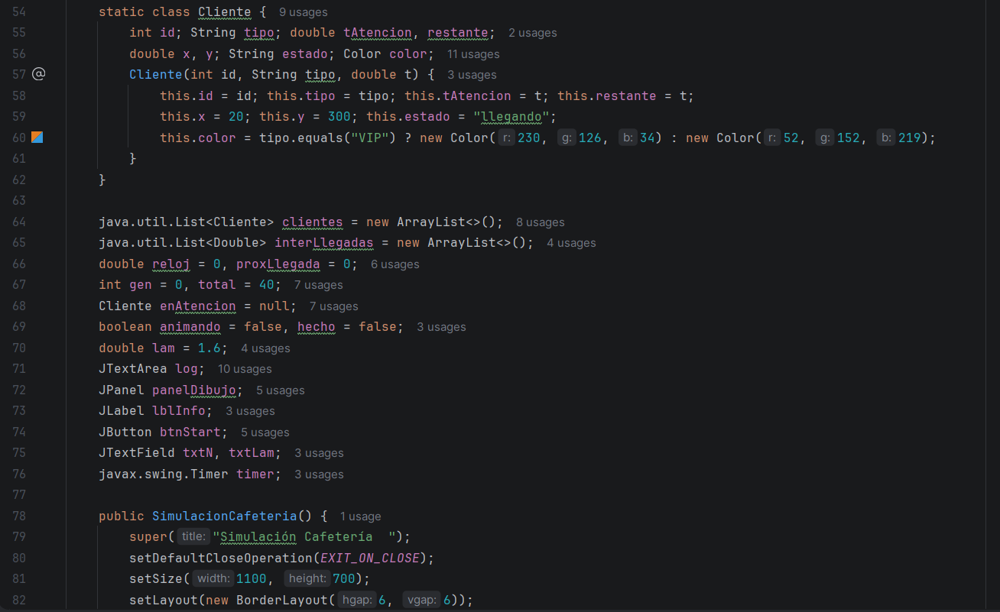 54 static class Cliente { 9 usages
55 int id; String tipo; double tAtencion, restante; 2 usages
56 double x, y; String estado; Color color; 11 usages
57 @ Cliente(int id, String tipo, double t) { 3 usages
58 this.id = id; this.tipo = tipo; this.tAtencion = t; this.restante = t;
59 this.x = 20; this.y = 300; this.estado = "llegando";
60 this.color = tipo.equals("VIP") ? new Color( r: 230, g: 126, b: 34) : new Color( r: 52, g: 152, b: 219);
61 }
62 }
63
64 java.util.List<Cliente> clientes = new ArrayList<>(); 8 usages
65 java.util.List<Double> interLlegadas = new ArrayList<>(); 4 usages
66 double reloj = 0, proxLlegada = 0; 6 usages
67 int gen = 0, total = 40; 7 usages
68 Cliente enAtencion = null; 7 usages
69 boolean animando = false, hecho = false; 3 usages
70 double lam = 1.6; 4 usages
71 JTextArea log; 10 usages
72 JPanel panelDibujo; 5 usages
73 JLabel lblInfo; 3 usages
74 JButton btnStart; 5 usages
75 JTextField txtN, txtLam; 3 usages
76 javax.swing.Timer timer; 3 usages
77
78 public SimulacionCafeteria() { 1 usage
79 super( title: "Simulación Cafetería  ");
80 setDefaultCloseOperation(EXIT_ON_CLOSE);
81 setSize( width: 1100, height: 700);
82 setLayout(new BorderLayout( hgap: 6, vgap: 6));